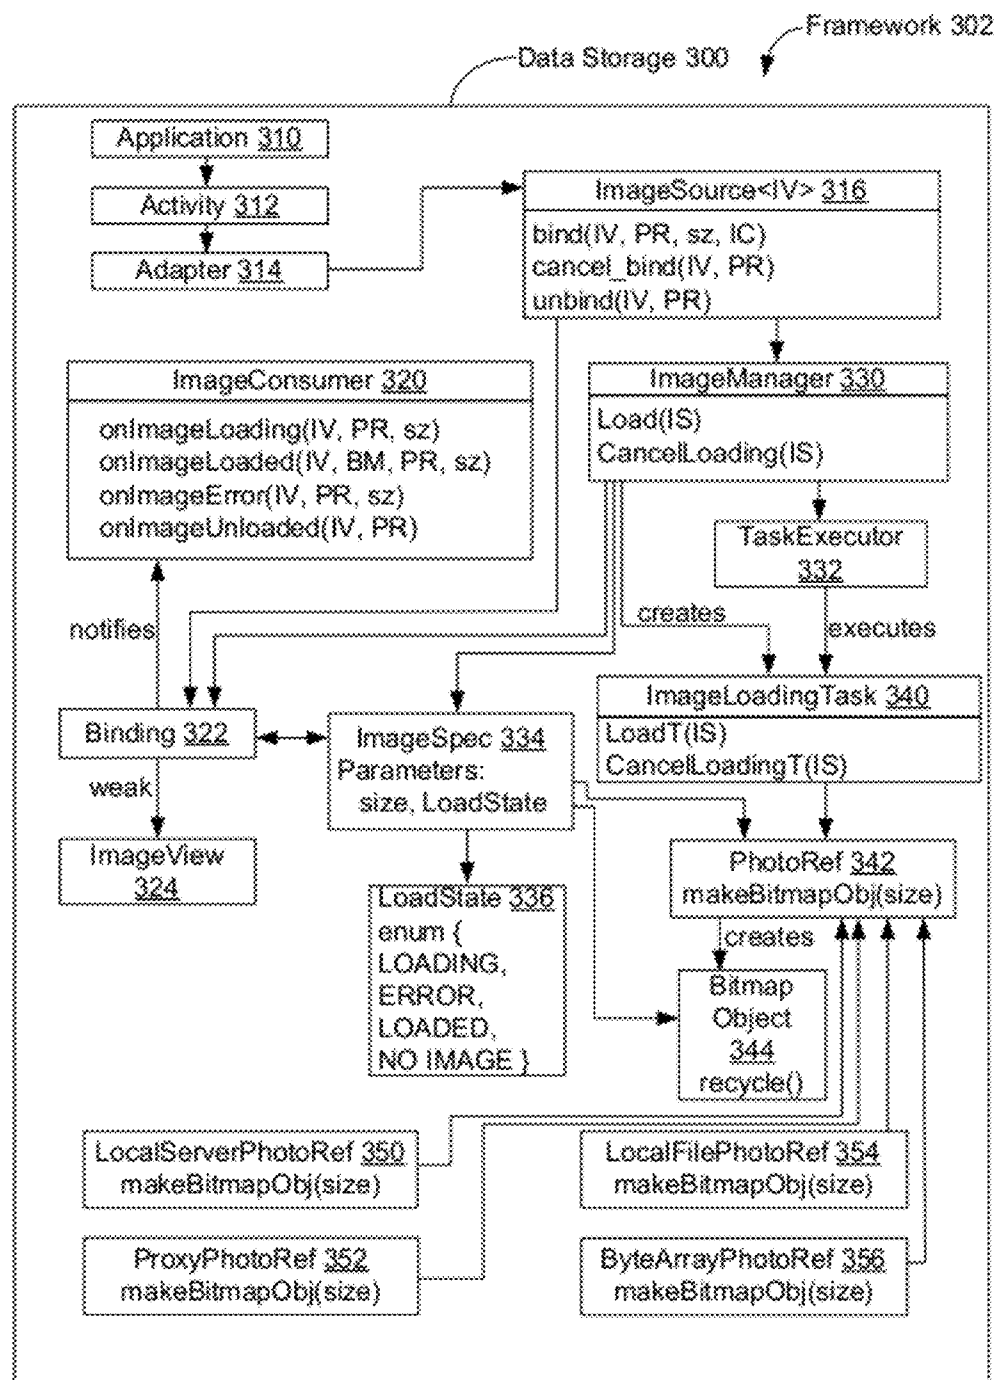 Framework 302
Data Storage 300
Application 310
Activity 312
Adapter 314
ImageSource<IV> 316
bind(IV, PR, sz, IC)
cancel_bind(IV, PR)
unbind(IV, PR)
ImageConsumer 320
onImageLoading(IV, PR, sz)
onImageLoaded(IV, BM, PR, sz)
onImageError(IV, PR, sz)
onImageUnloaded(IV, PR)
ImageManager 330
Load(IS)
CancelLoading(IS)
TaskExecutor
332
notifies
creates
executes
ImageLoadingTask 340
LoadT(IS)
CancelLoadingT(IS)
Binding 322
ImageSpec 334
Parameters:
size, LoadState
weak
ImageView
324
LoadState 336
enum {
LOADING,
ERROR,
LOADED,
NO IMAGE }
PhotoRef 342
makeBitmapObj(size)
creates
Bitmap
Object
344
recycle()
LocalServerPhotoRef 350
makeBitmapObj(size)
LocalFilePhotoRef 354
makeBitmapObj(size)
ProxyPhotoRef 352
makeBitmapObj(size)
ByteArrayPhotoRef 356
makeBitmapObj(size)